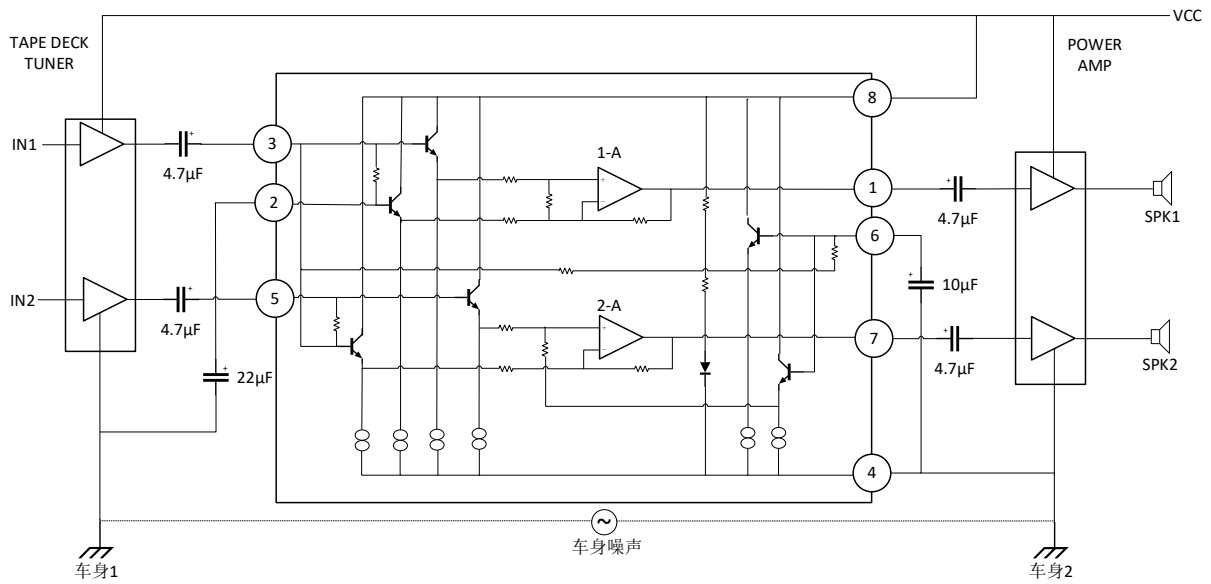 VCC
TAPE DECK
TUNER
POWER
AMP
8
IN1
3
4.7μF
1-A
1
4.7μF
SPK1
2
6
IN2
5
4.7μF
10μF
2-A
7
4.7μF
SPK2
22μF
4
~
车身噪声
车身1
车身2